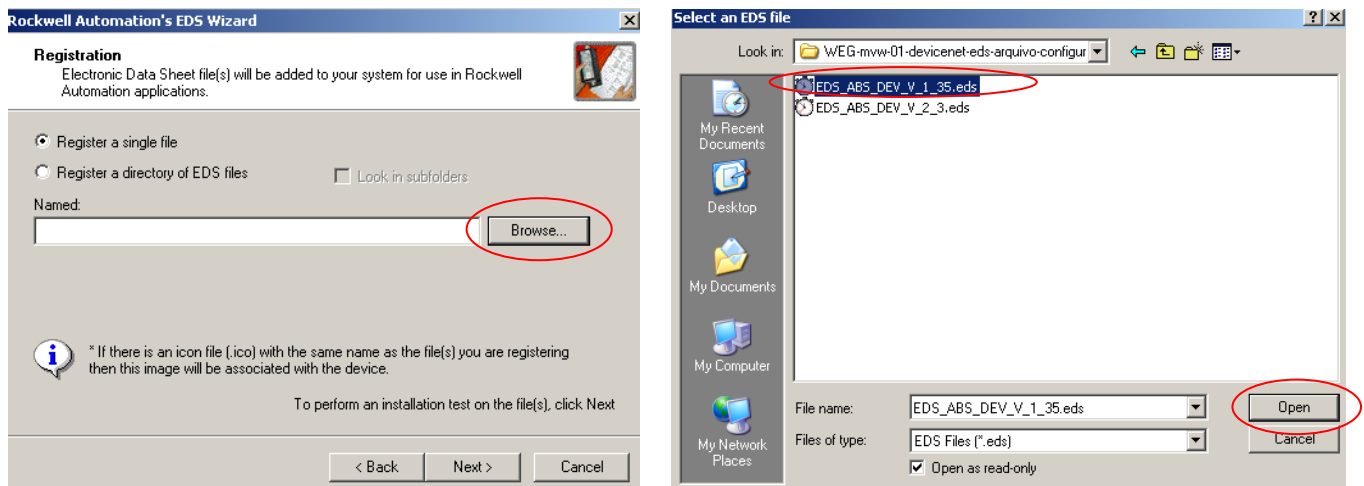 Rockwell Automation's EDS Wizard
Registration
Electronic Data Sheet file(s) will be added to your system for use in Rockwell
Automation applications.
Register a single file
Register a directory of EDS files
Look in subfolders
Named:
Browse...
* If there is an icon file (.ico) with the same name as the file(s) you are registering
then this image will be associated with the device.
To perform an installation test on the file(s), click Next
< Back
Next >
Cancel
Select an EDS file
Look in:
WEG-mvw-01-devicenet-eds-arquivo-configur
EDS_ABS_DEV_V_1_35.eds
EDS_ABS_DEV_V_2_3.eds
My Recent
Documents
Desktop
My Documents
My Computer
My Network
Places
File name:
EDS_ABS_DEV_V_1_35.eds
Open
Files of type:
EDS Files (*.eds)
Cancel
Open as read-only